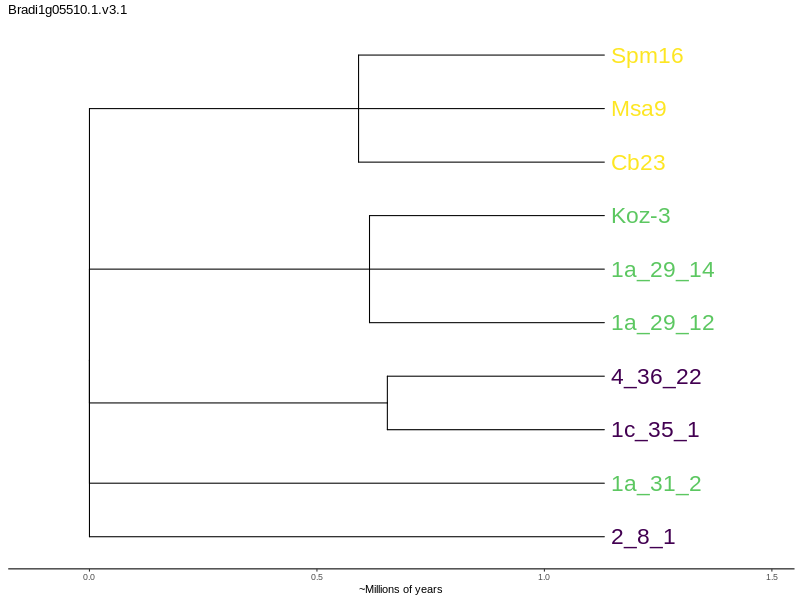 Bradi1g05510.1.v3.1
Spm16
Msa9
Cb23
Koz-3
1a_29_14
1a_29_12
4_36_22
1c_35_1
1a_31_2
2_8_1
0.0 0.5 1.0 1.5
~Millions of years